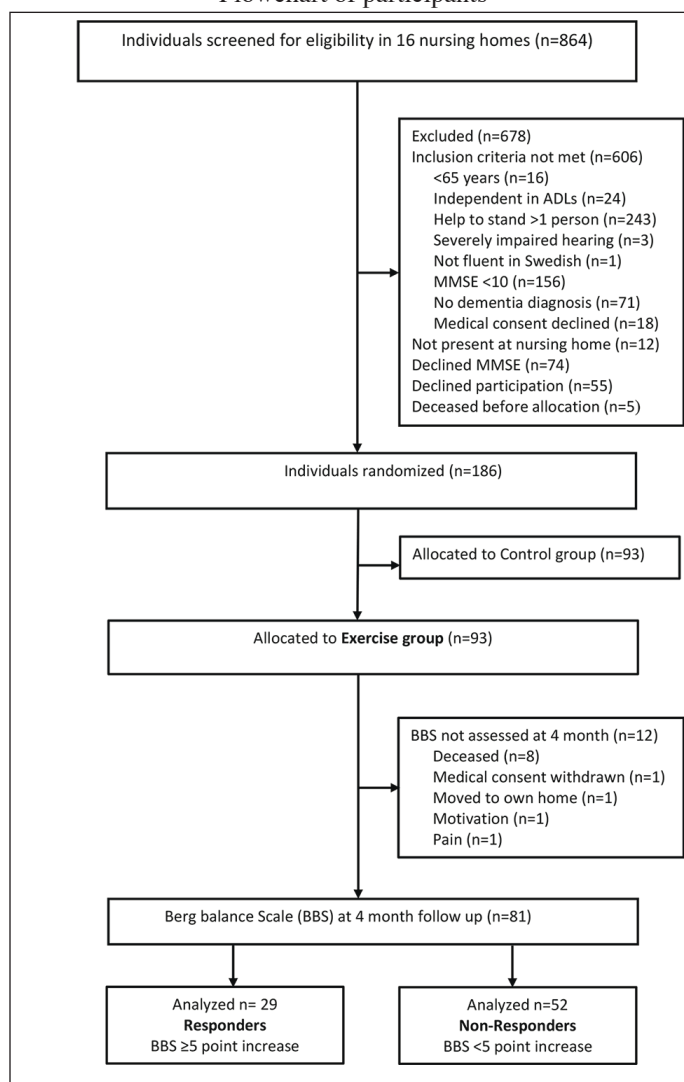 Flowchart of participants
Individuals screened for eligibility in 16 nursing homes (n=864)
Excluded (n=678)
Inclusion criteria not met (n=606)
<65 years (n=16)
Independent in ADLs (n=24)
Help to stand >1 person (n=243)
Severely impaired hearing (n=3)
Not fluent in Swedish (n=1)
MMSE <10 (n=156)
No dementia diagnosis (n=71)
Medical consent declined (n=18)
Not present at nursing home (n=12)
Declined MMSE (n=74)
Declined participation (n=55)
Deceased before allocation (n=5)
Individuals randomized (n=186)
Allocated to Control group (n=93)
Allocated to Exercise group (n=93)
BBS not assessed at 4 month (n=12)
Deceased (n=8)
Medical consent withdrawn (n=1)
Moved to own home (n=1)
Motivation (n=1)
Pain (n=1)
Berg balance Scale (BBS) at 4 month follow up (n=81)
Analyzed n= 29
Responders
BBS ≥5 point increase
Analyzed n=52
Non-Responders
BBS <5 point increase